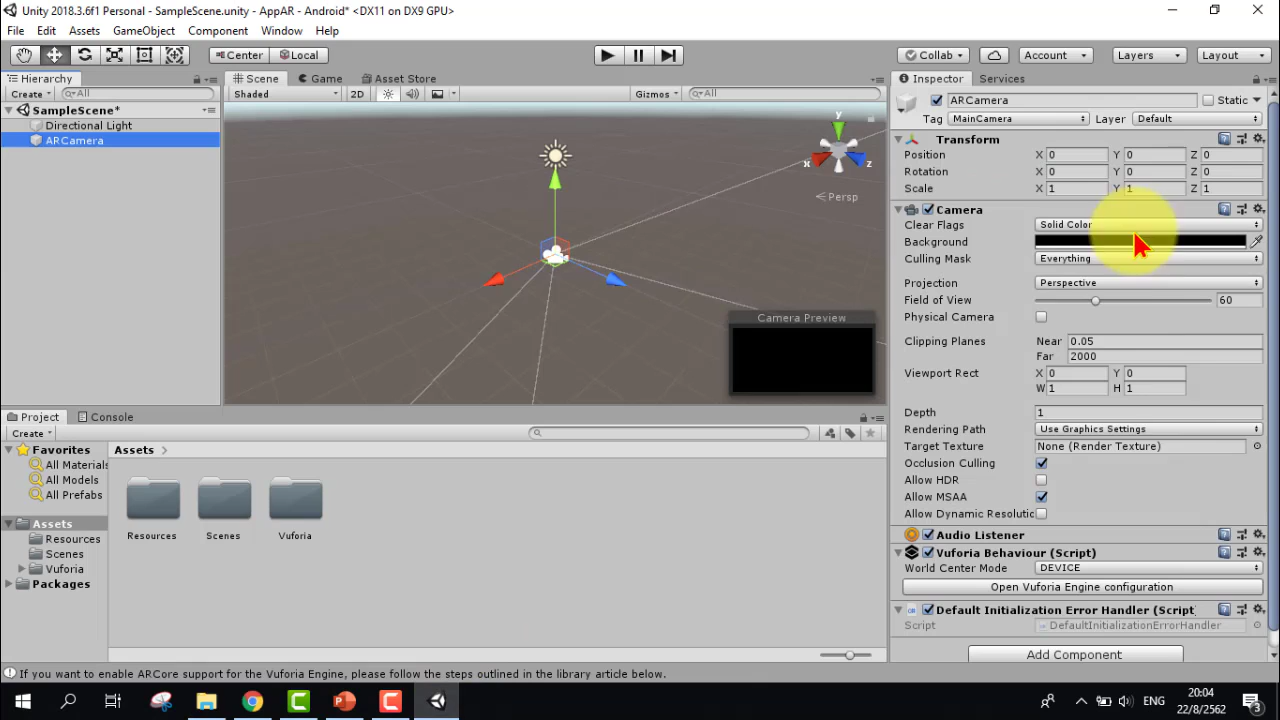 Unity 2018.3.6f1 Personal - SampleScene.unity - AppAR - Android* <DX11 on DX9 GPU>
File Edit Assets GameObject Component Window Help
Center Local Collab Account Layers Layout
Hierarchy
Create All
SampleScene*
Directional Light
ARCamera
Scene Game Asset Store
Shaded 2D Gizmos All
y
x z
Persp
Camera Preview
Inspector Services
ARCamera Static
Tag MainCamera Layer Default
Transform
Position X 0 Y 0 Z 0
Rotation X 0 Y 0 Z 0
Scale X 1 Y 1 Z 1
Camera
Clear Flags Solid Color
Background
Culling Mask Everything
Projection Perspective
Field of View 60
Physical Camera
Clipping Planes Near 0.05
Far 2000
Viewport Rect X 0 Y 0
W 1 H 1
Depth 1
Rendering Path Use Graphics Settings
Target Texture None (Render Texture)
Occlusion Culling
Allow HDR
Allow MSAA
Allow Dynamic Resolutic
Audio Listener
Vuforia Behaviour (Script)
World Center Mode DEVICE
Open Vuforia Engine configuration
Default Initialization Error Handler (Script
Script DefaultInitializationErrorHandler
Add Component
Project Console
Create
Favorites
All Materials
All Models
All Prefabs
Assets
Resources
Scenes
Vuforia
Packages
Assets
Resources Scenes Vuforia
If you want to enable ARCore support for the Vuforia Engine, please follow the steps outlined in the library article below.
ENG
20:04
22/8/2562
3